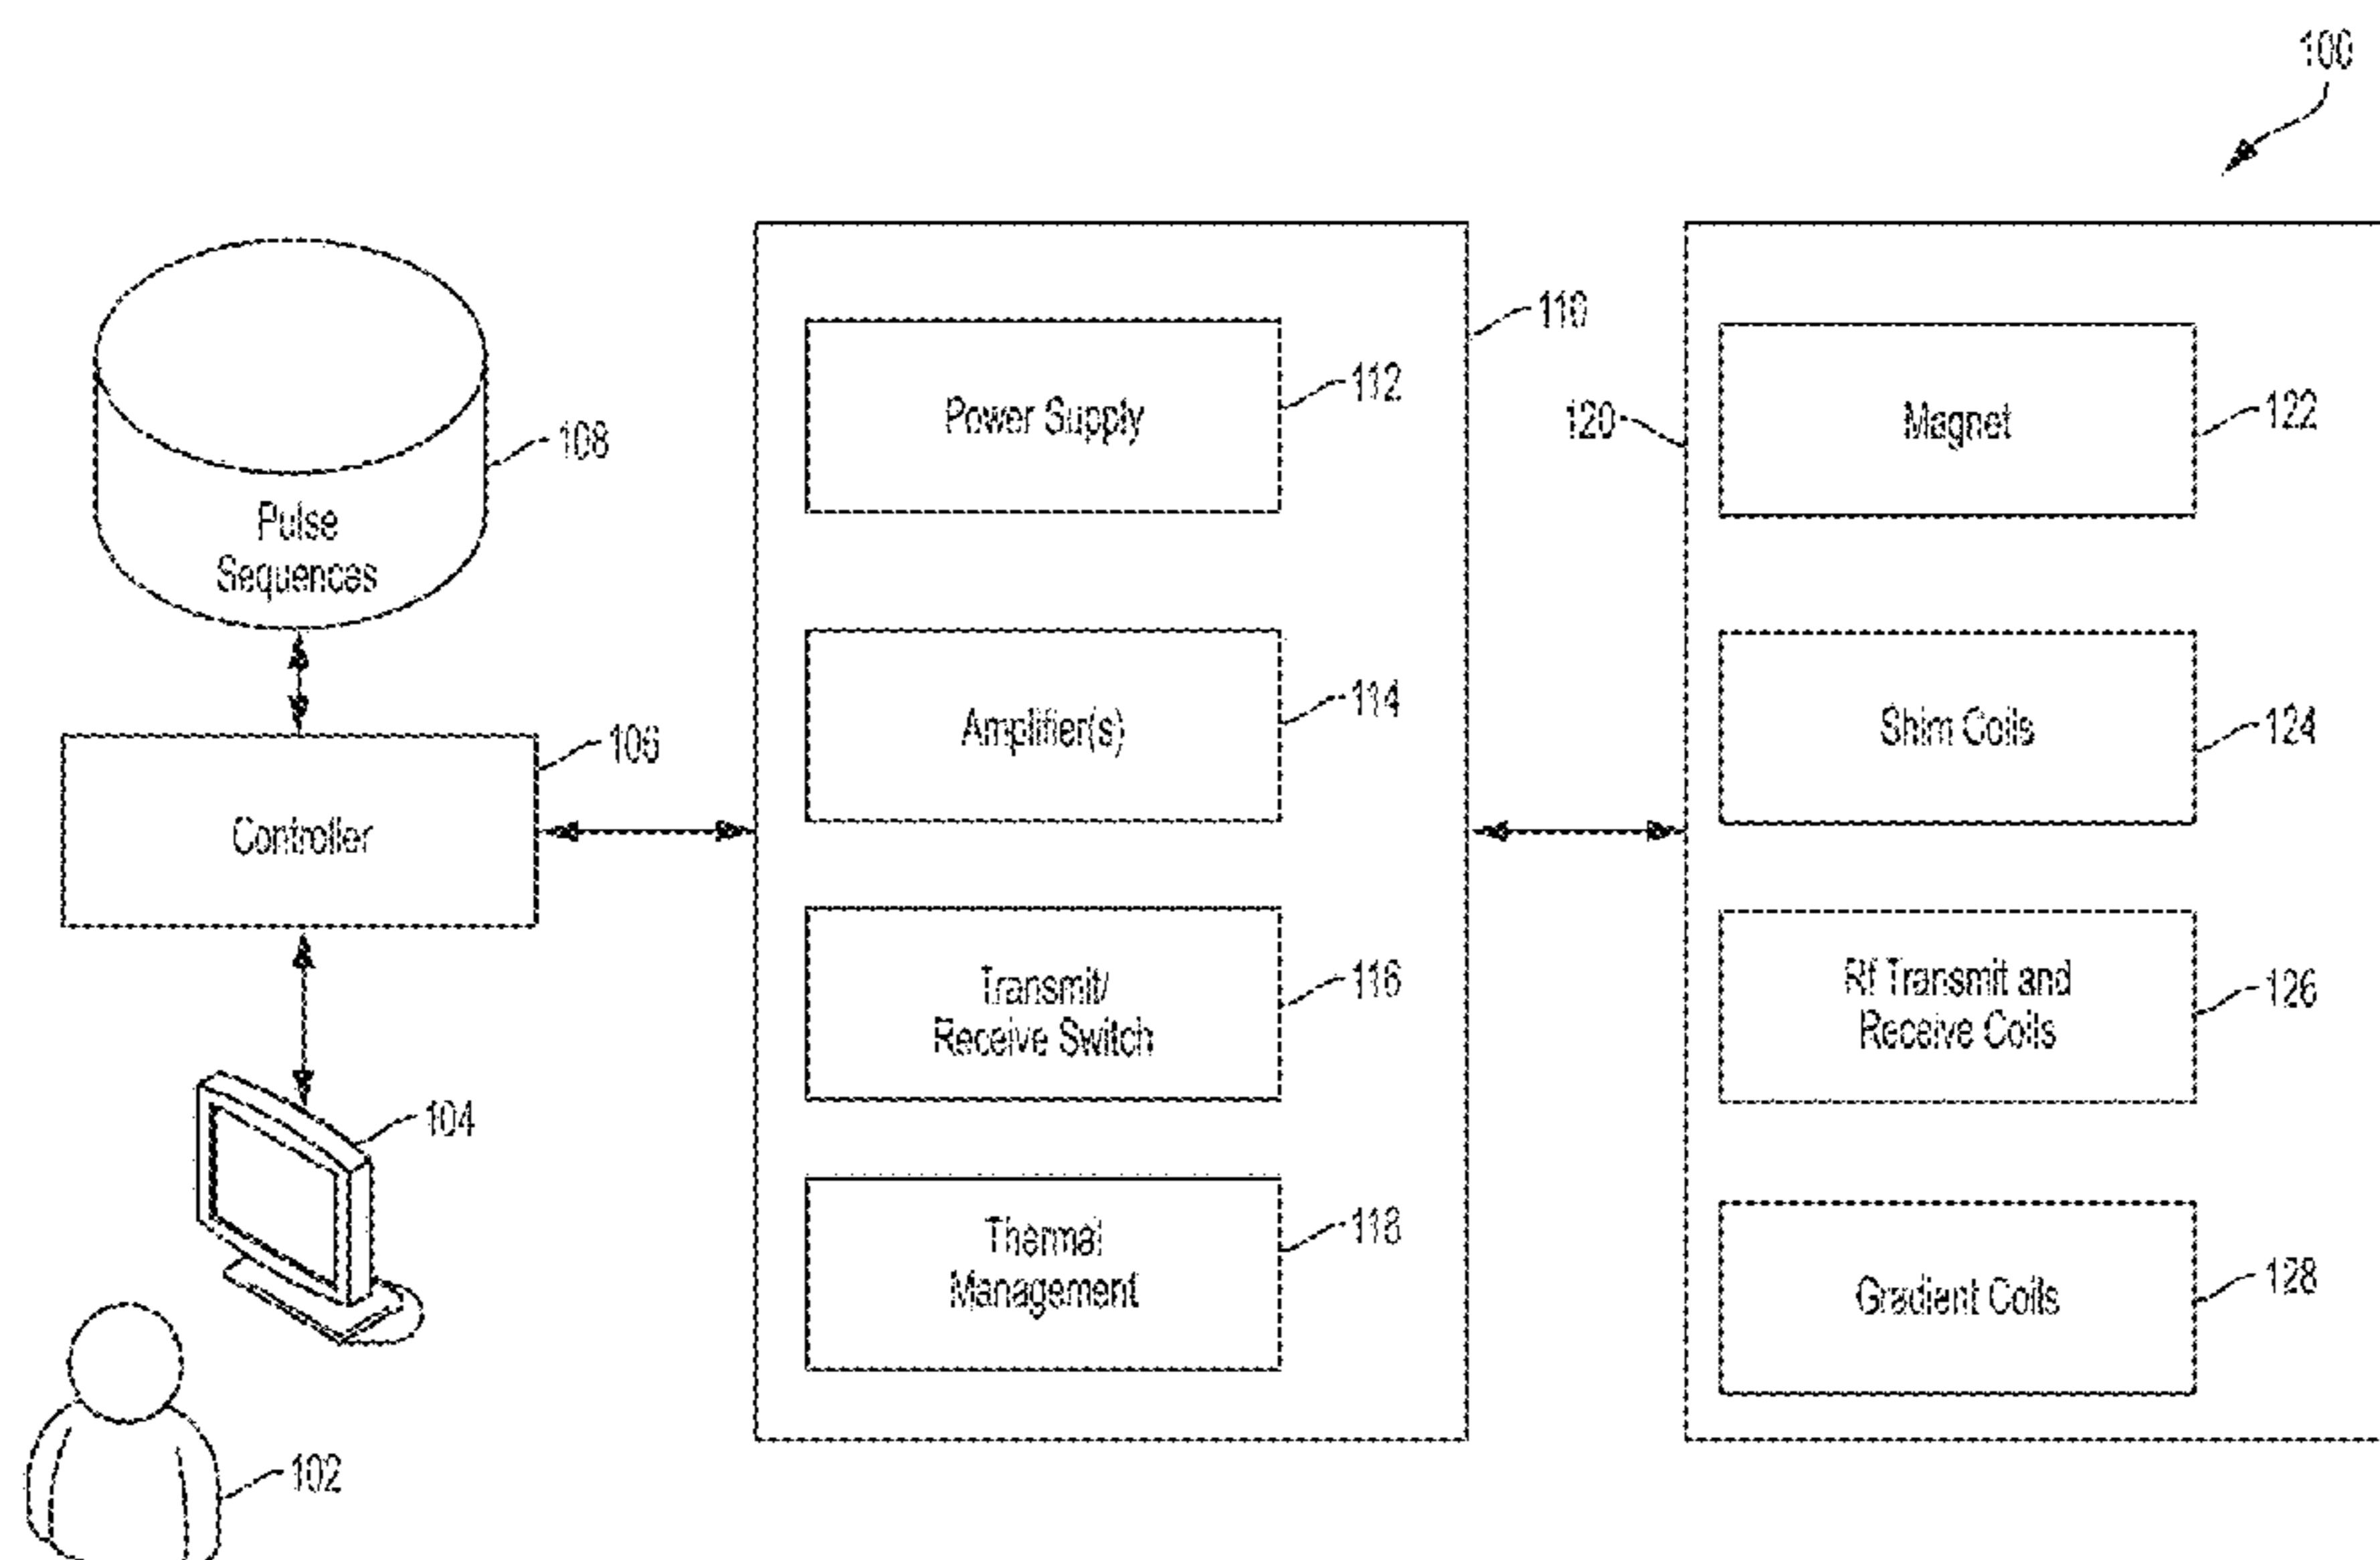 100
110
Power Supply
112
120
Magnet
122
108
Pulse
Sequences
106
Amplifier(s)
114
Shim Coils
124
Controller
Transmit/
Receive Switch
116
Rf Transmit and
Receive Coils
126
104
Thermal
Management
118
Gradient Coils
128
102